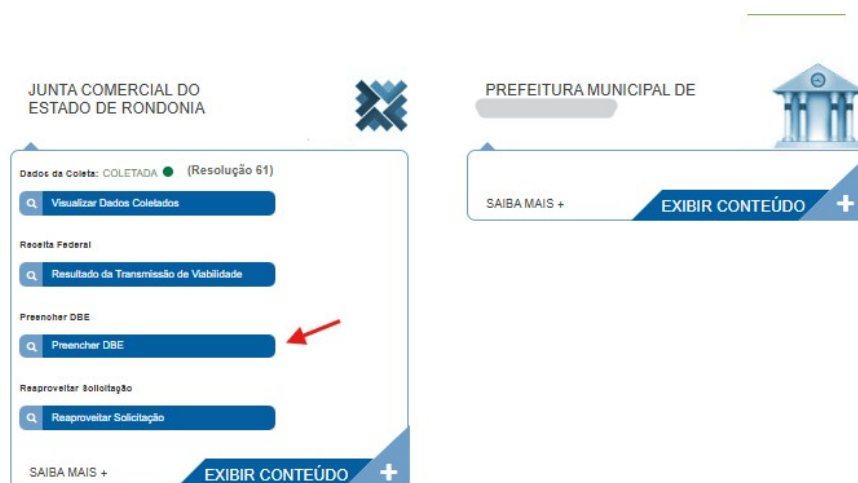 JUNTA COMERCIAL DO
ESTADO DE RONDONIA
Dados da Coleta: COLETADA (Resolução 61)
Visualizar Dados Coletados
Receita Federal
Resultado da Transmissão de Viabilidade
Preencher DBE
Preencher DBE
Reaproveitar Solicitação
Reaproveitar Solicitação
SAIBA MAIS +
EXIBIR CONTEÚDO +
PREFEITURA MUNICIPAL DE
SAIBA MAIS +
EXIBIR CONTEÚDO +